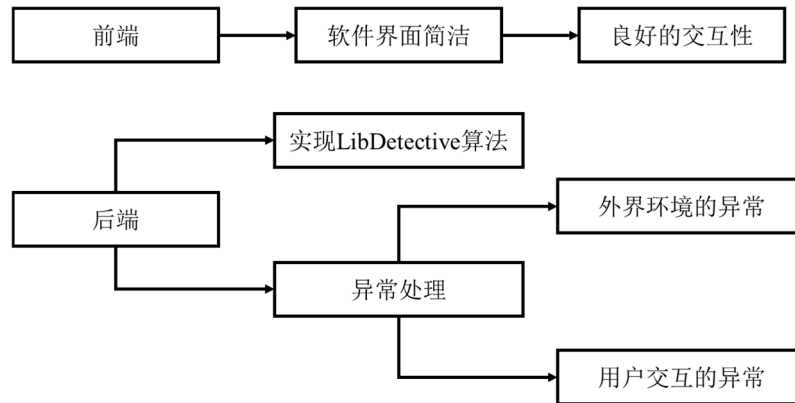 前端
软件界面简洁
良好的交互性
实现LibDetective算法
后端
外界环境的异常
异常处理
用户交互的异常